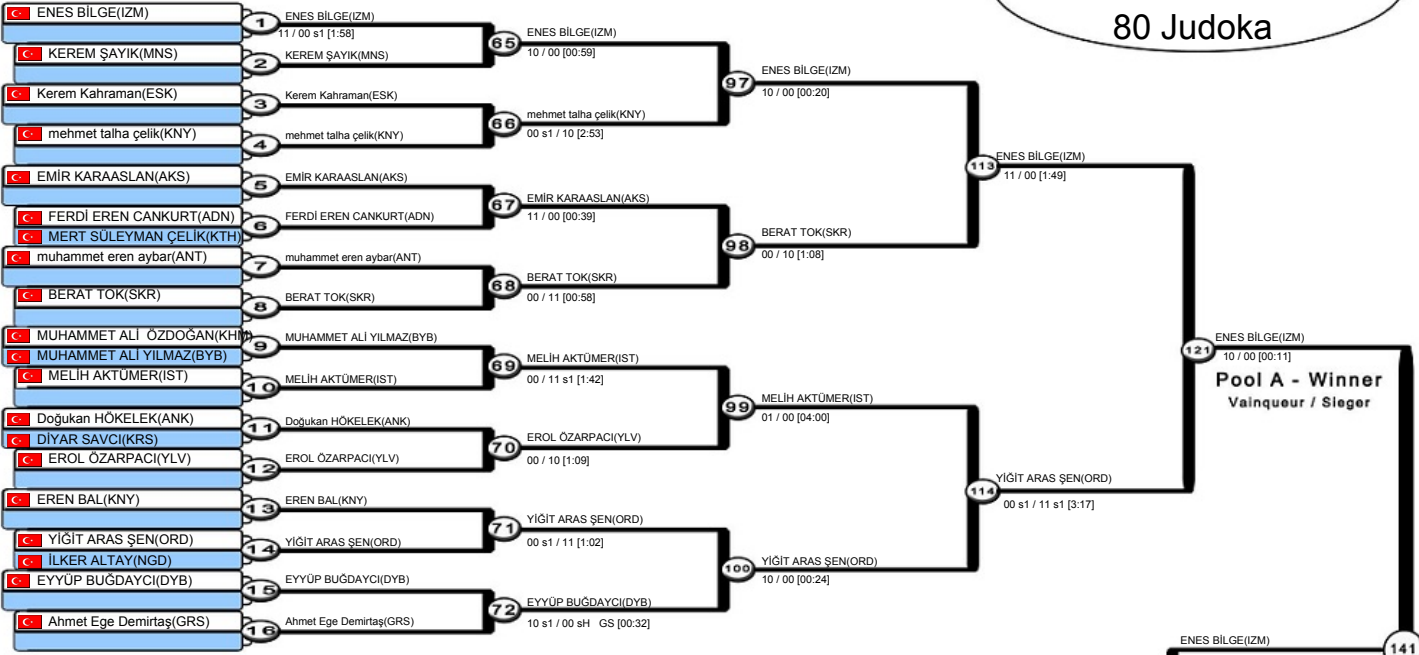 80 Judoka
ENES BİLGE(IZM)
KEREM ŞAYIK(MNS)
Kerem Kahraman(ESK)
mehmet talha çelik(KNY)
EMİR KARAASLAN(AKS)
FERDİ EREN CANKURT(ADN)
MERT SÜLEYMAN ÇELİK(KTH)
muhammet eren aybar(ANT)
BERAT TOK(SKR)
MUHAMMET ALİ ÖZDOĞAN(KHM)
MUHAMMET ALİ YILMAZ(BYB)
MELİH AKTÜMER(IST)
Doğukan HÖKELEK(ANK)
DİYAR SAVCI(KRS)
EROL ÖZARPACI(YLV)
EREN BAL(KNY)
YİĞİT ARAS ŞEN(ORD)
İLKER ALTAY(NGD)
EYYÜP BUĞDAYCI(DYB)
Ahmet Ege Demirtaş(GRS)
1
2
3
4
5
6
7
8
9
10
11
12
13
14
15
16
ENES BİLGE(IZM)
11 / 00 s1 [1:58]
KEREM ŞAYIK(MNS)
Kerem Kahraman(ESK)
mehmet talha çelik(KNY)
EMİR KARAASLAN(AKS)
FERDİ EREN CANKURT(ADN)
muhammet eren aybar(ANT)
BERAT TOK(SKR)
MUHAMMET ALİ YILMAZ(BYB)
MELİH AKTÜMER(IST)
Doğukan HÖKELEK(ANK)
EROL ÖZARPACI(YLV)
EREN BAL(KNY)
YİĞİT ARAS ŞEN(ORD)
EYYÜP BUĞDAYCI(DYB)
Ahmet Ege Demirtaş(GRS)
65
66
67
68
69
70
71
72
ENES BİLGE(IZM)
10 / 00 [00:59]
mehmet talha çelik(KNY)
00 s1 / 10 [2:53]
EMİR KARAASLAN(AKS)
11 / 00 [00:39]
BERAT TOK(SKR)
00 / 11 [00:58]
MELİH AKTÜMER(IST)
00 / 11 s1 [1:42]
EROL ÖZARPACI(YLV)
00 / 10 [1:09]
YİĞİT ARAS ŞEN(ORD)
00 s1 / 11 [1:02]
EYYÜP BUĞDAYCI(DYB)
10 s1 / 00 sH GS [00:32]
97
98
99
100
ENES BİLGE(IZM)
10 / 00 [00:20]
BERAT TOK(SKR)
00 / 10 [1:08]
MELİH AKTÜMER(IST)
01 / 00 [04:00]
YİĞİT ARAS ŞEN(ORD)
10 / 00 [00:24]
113
114
ENES BİLGE(IZM)
11 / 00 [1:49]
YİĞİT ARAS ŞEN(ORD)
00 s1 / 11 s1 [3:17]
121
ENES BİLGE(IZM)
10 / 00 [00:11]
Pool A - Winner
Vainqueur / Sieger
ENES BİLGE(IZM)
141